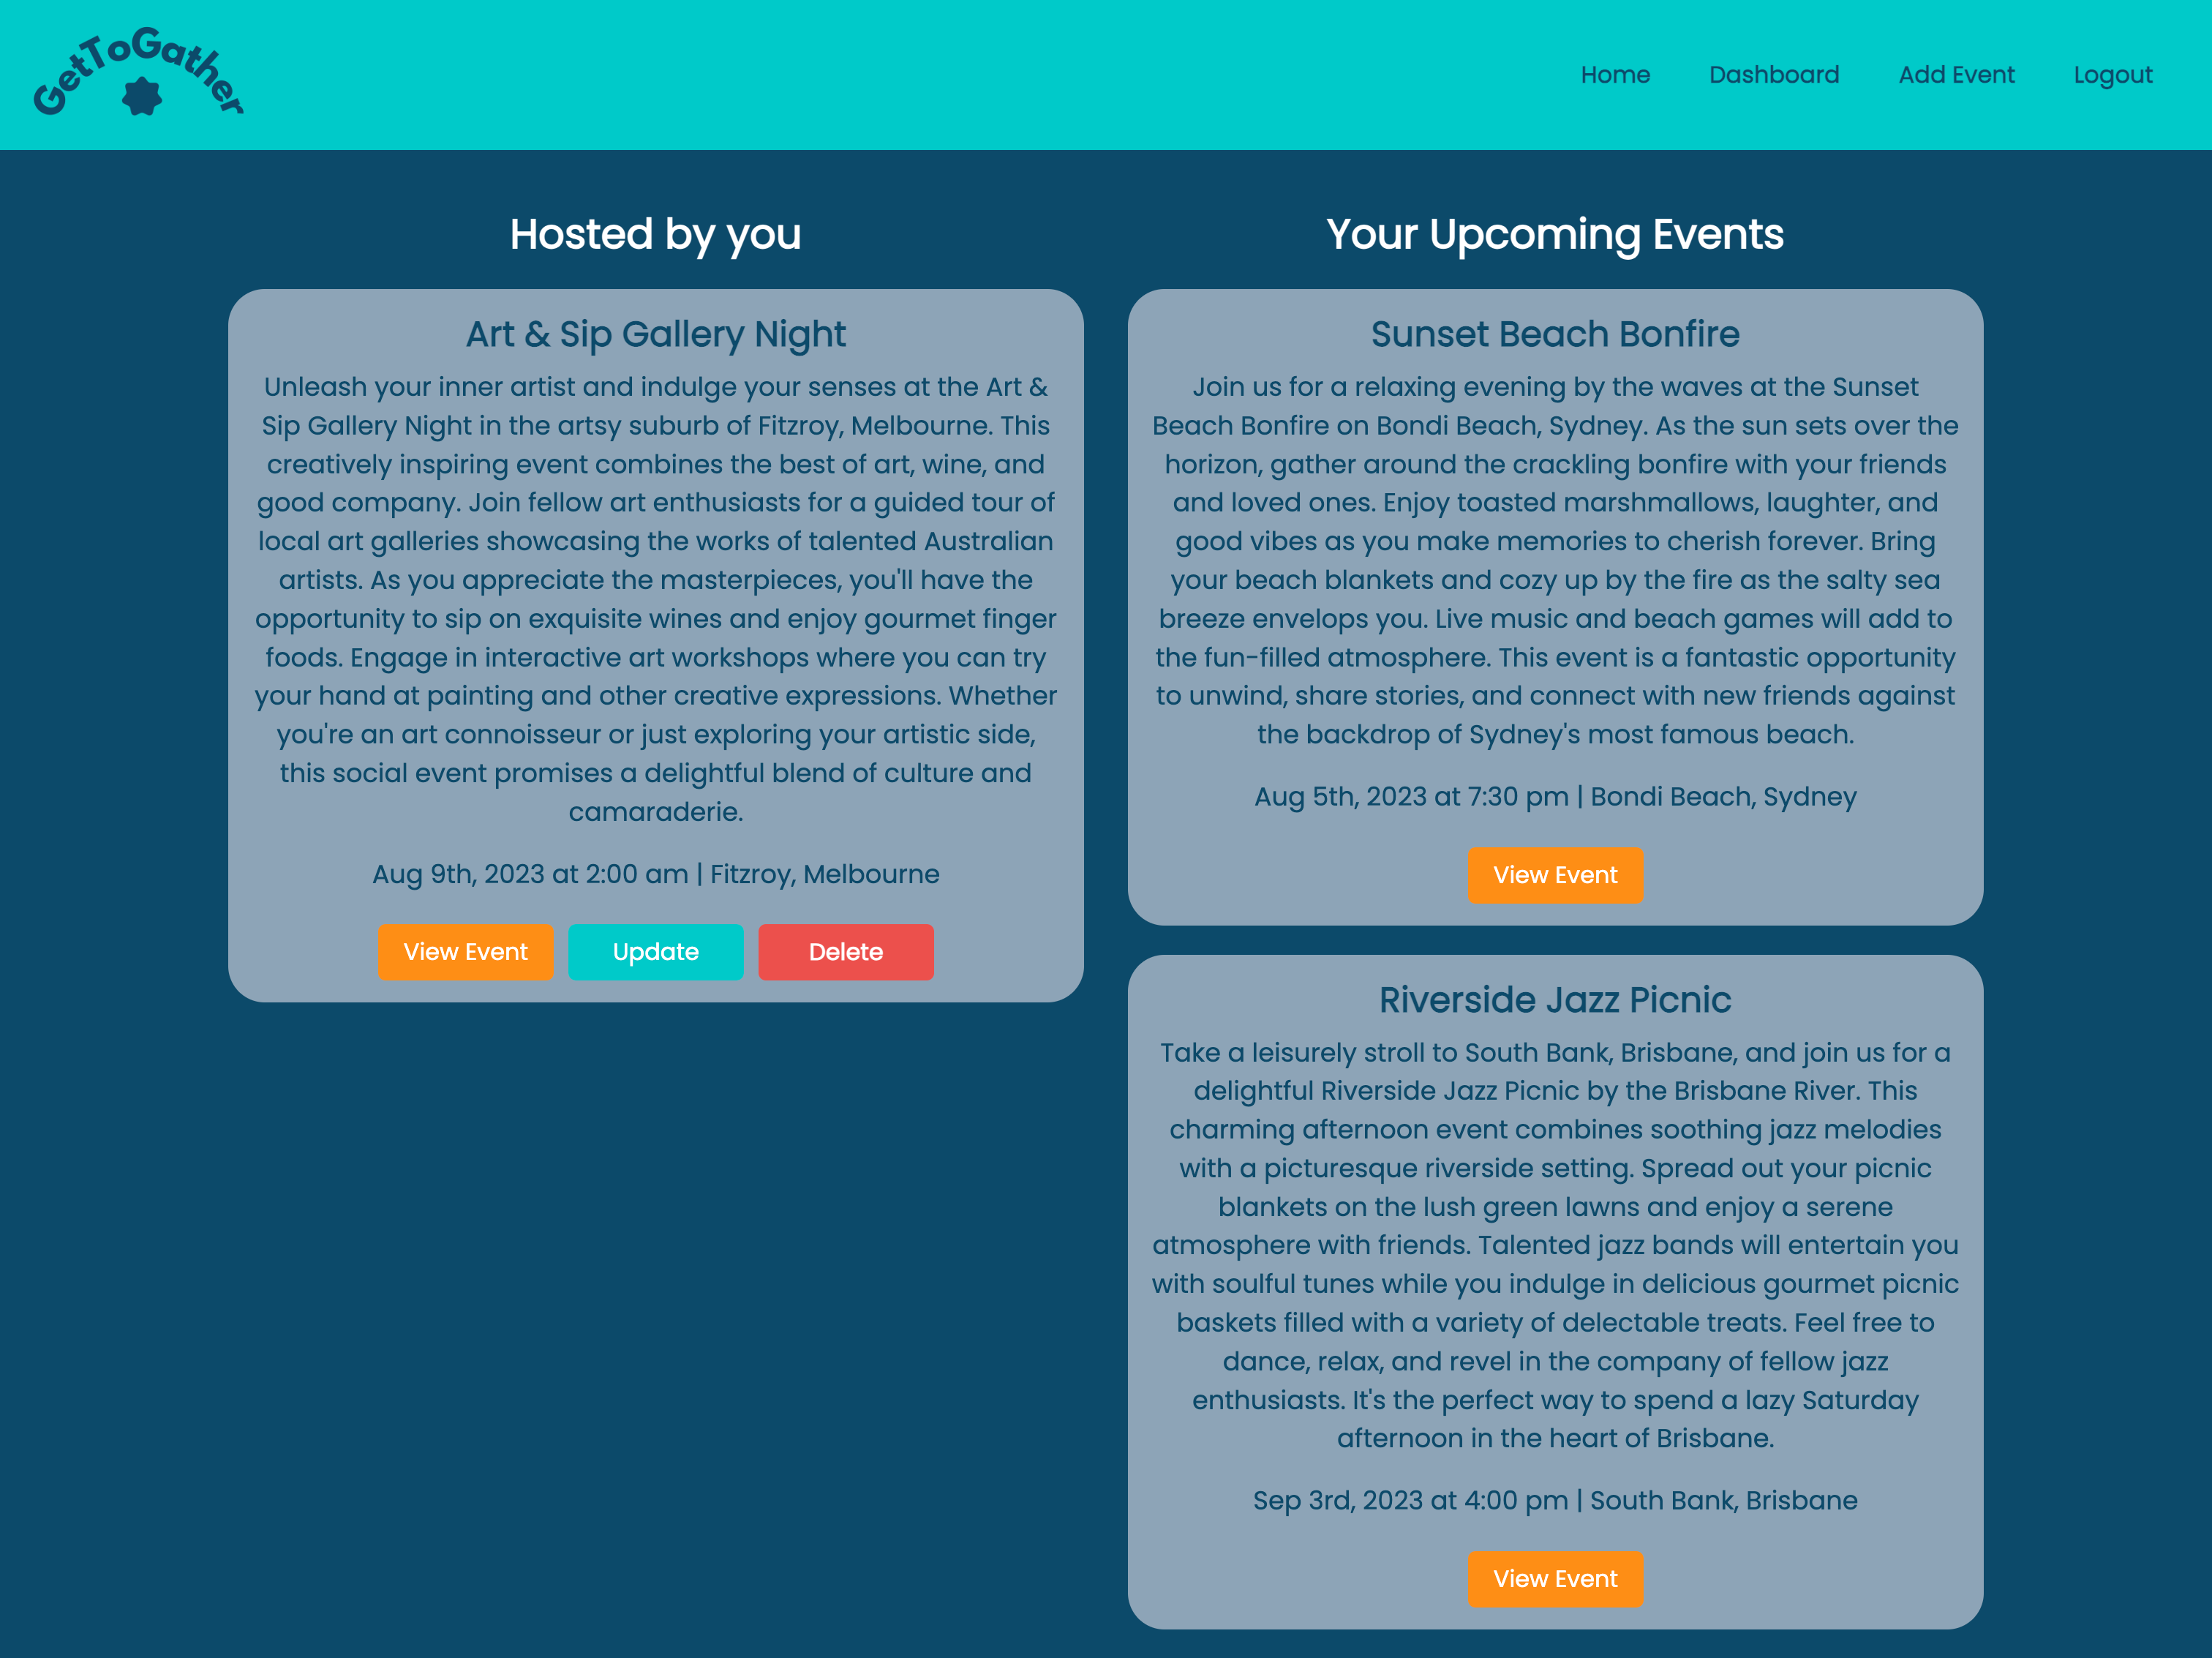 GetToGather
Home
Dashboard
Add Event
Logout
Hosted by you
Art & Sip Gallery Night
Unleash your inner artist and indulge your senses at the Art &
Sip Gallery Night in the artsy suburb of Fitzroy, Melbourne. This
creatively inspiring event combines the best of art, wine, and
good company. Join fellow art enthusiasts for a guided tour of
local art galleries showcasing the works of talented Australian
artists. As you appreciate the masterpieces, you'll have the
opportunity to sip on exquisite wines and enjoy gourmet finger
foods. Engage in interactive art workshops where you can try
your hand at painting and other creative expressions. Whether
you're an art connoisseur or just exploring your artistic side,
this social event promises a delightful blend of culture and
camaraderie.
Aug 9th, 2023 at 2:00 am | Fitzroy, Melbourne
View Event
Update
Delete
Your Upcoming Events
Sunset Beach Bonfire
Join us for a relaxing evening by the waves at the Sunset
Beach Bonfire on Bondi Beach, Sydney. As the sun sets over the
horizon, gather around the crackling bonfire with your friends
and loved ones. Enjoy toasted marshmallows, laughter, and
good vibes as you make memories to cherish forever. Bring
your beach blankets and cozy up by the fire as the salty sea
breeze envelops you. Live music and beach games will add to
the fun-filled atmosphere. This event is a fantastic opportunity
to unwind, share stories, and connect with new friends against
the backdrop of Sydney's most famous beach.
Aug 5th, 2023 at 7:30 pm | Bondi Beach, Sydney
View Event
Riverside Jazz Picnic
Take a leisurely stroll to South Bank, Brisbane, and join us for a
delightful Riverside Jazz Picnic by the Brisbane River. This
charming afternoon event combines soothing jazz melodies
with a picturesque riverside setting. Spread out your picnic
blankets on the lush green lawns and enjoy a serene
atmosphere with friends. Talented jazz bands will entertain you
with soulful tunes while you indulge in delicious gourmet picnic
baskets filled with a variety of delectable treats. Feel free to
dance, relax, and revel in the company of fellow jazz
enthusiasts. It's the perfect way to spend a lazy Saturday
afternoon in the heart of Brisbane.
Sep 3rd, 2023 at 4:00 pm | South Bank, Brisbane
View Event